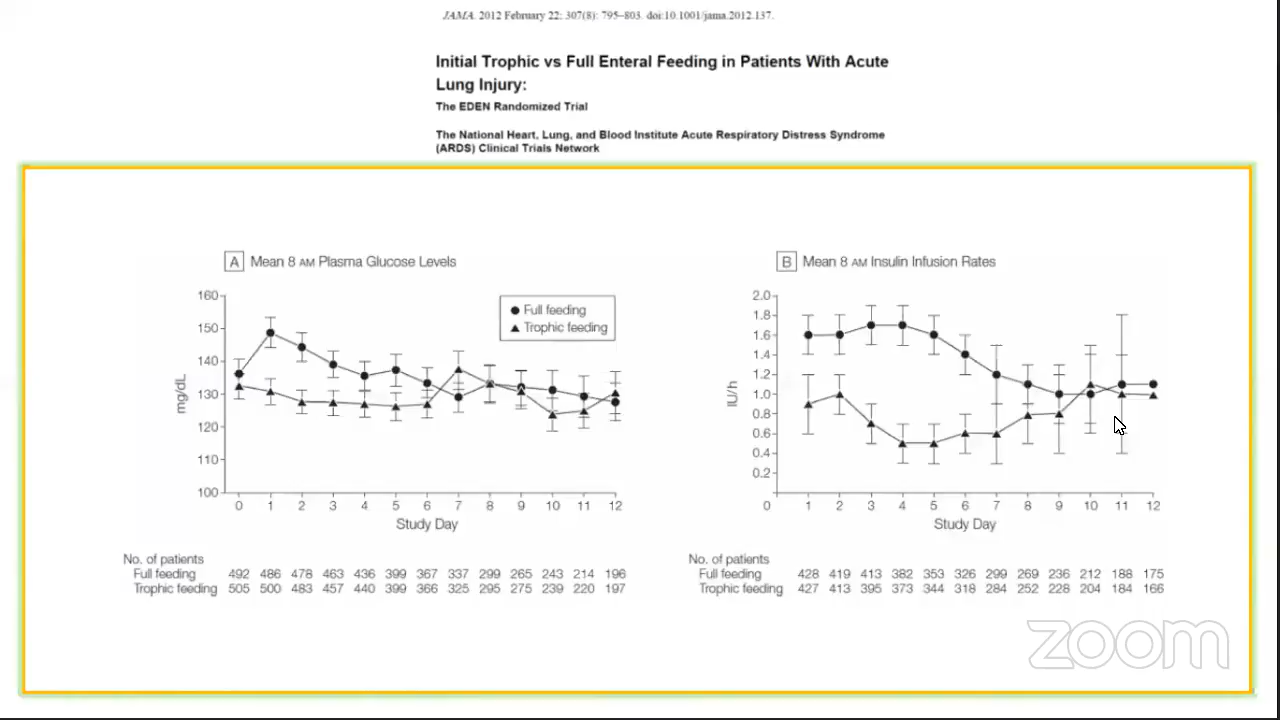 JAMA. 2012 February 22; 307(8): 795–803. doi:10.1001/jama.2012.137.
Initial Trophic vs Full Enteral Feeding in Patients With Acute
Lung Injury:
The EDEN Randomized Trial
The National Heart, Lung, and Blood Institute Acute Respiratory Distress Syndrome
(ARDS) Clinical Trials Network
A Mean 8 AM Plasma Glucose Levels
160
150
140
130
120
110
100
mg/dL
Full feeding
Trophic feeding
0 1 2 3 4 5 6 7 8 9 10 11 12
Study Day
No. of patients
Full feeding 492 486 478 463 436 399 367 337 299 265 243 214 196
Trophic feeding 505 500 483 457 440 399 366 325 295 275 239 220 197
B Mean 8 AM Insulin Infusion Rates
2.0
1.8
1.6
1.4
1.2
1.0
0.8
0.6
0.4
0.2
IU/h
0 1 2 3 4 5 6 7 8 9 10 11 12
Study Day
No. of patients
Full feeding 428 419 413 382 353 326 299 269 236 212 188 175
Trophic feeding 427 413 395 373 344 318 284 252 228 204 184 166
zoom